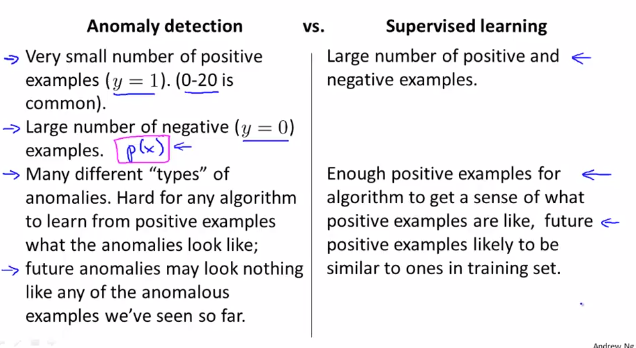 Anomaly detection vs. Supervised learning
Very small number of positive
examples (y = 1). (0-20 is
common).
Large number of negative (y = 0)
examples. p(x)
Many different “types” of
anomalies. Hard for any algorithm
to learn from positive examples
what the anomalies look like;
future anomalies may look nothing
like any of the anomalous
examples we’ve seen so far.
Large number of positive and
negative examples.
Enough positive examples for
algorithm to get a sense of what
positive examples are like, future
positive examples likely to be
similar to ones in training set.
Andrew Ng